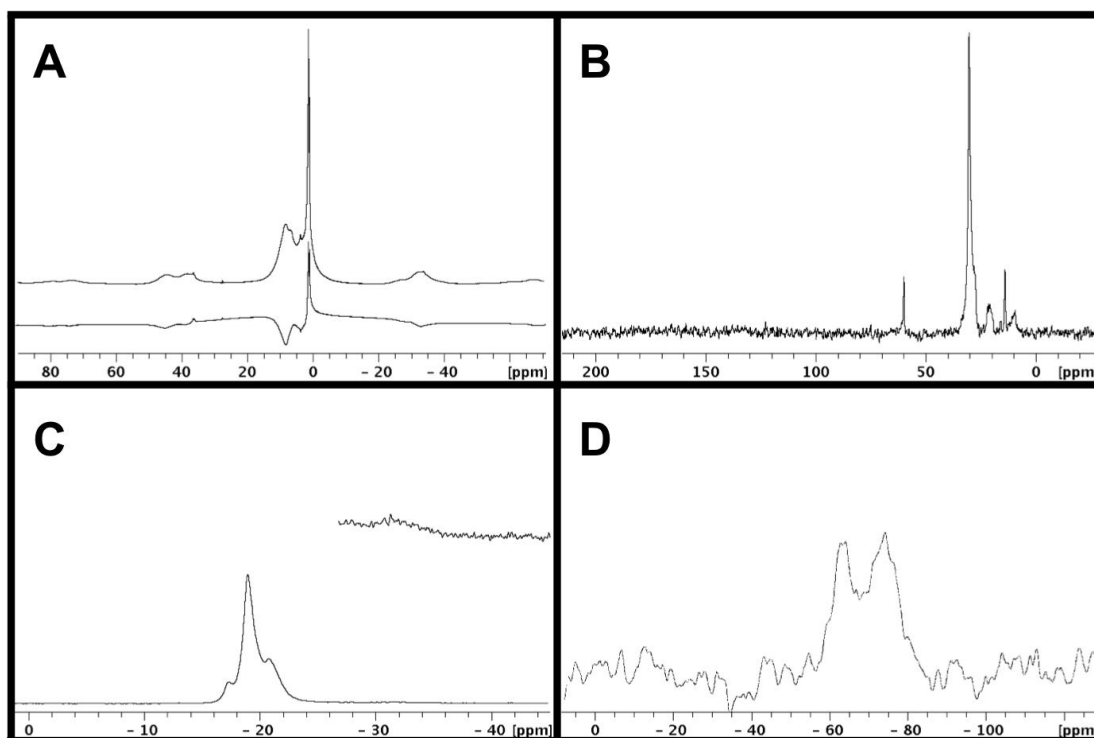 A
B
80 60 40 20 0 - 20 - 40 [ppm]
200 150 100 50 0 [ppm]
C
D
0 - 10 - 20 - 30 - 40 [ppm]
0 - 20 - 40 - 60 - 80 - 100 [ppm]